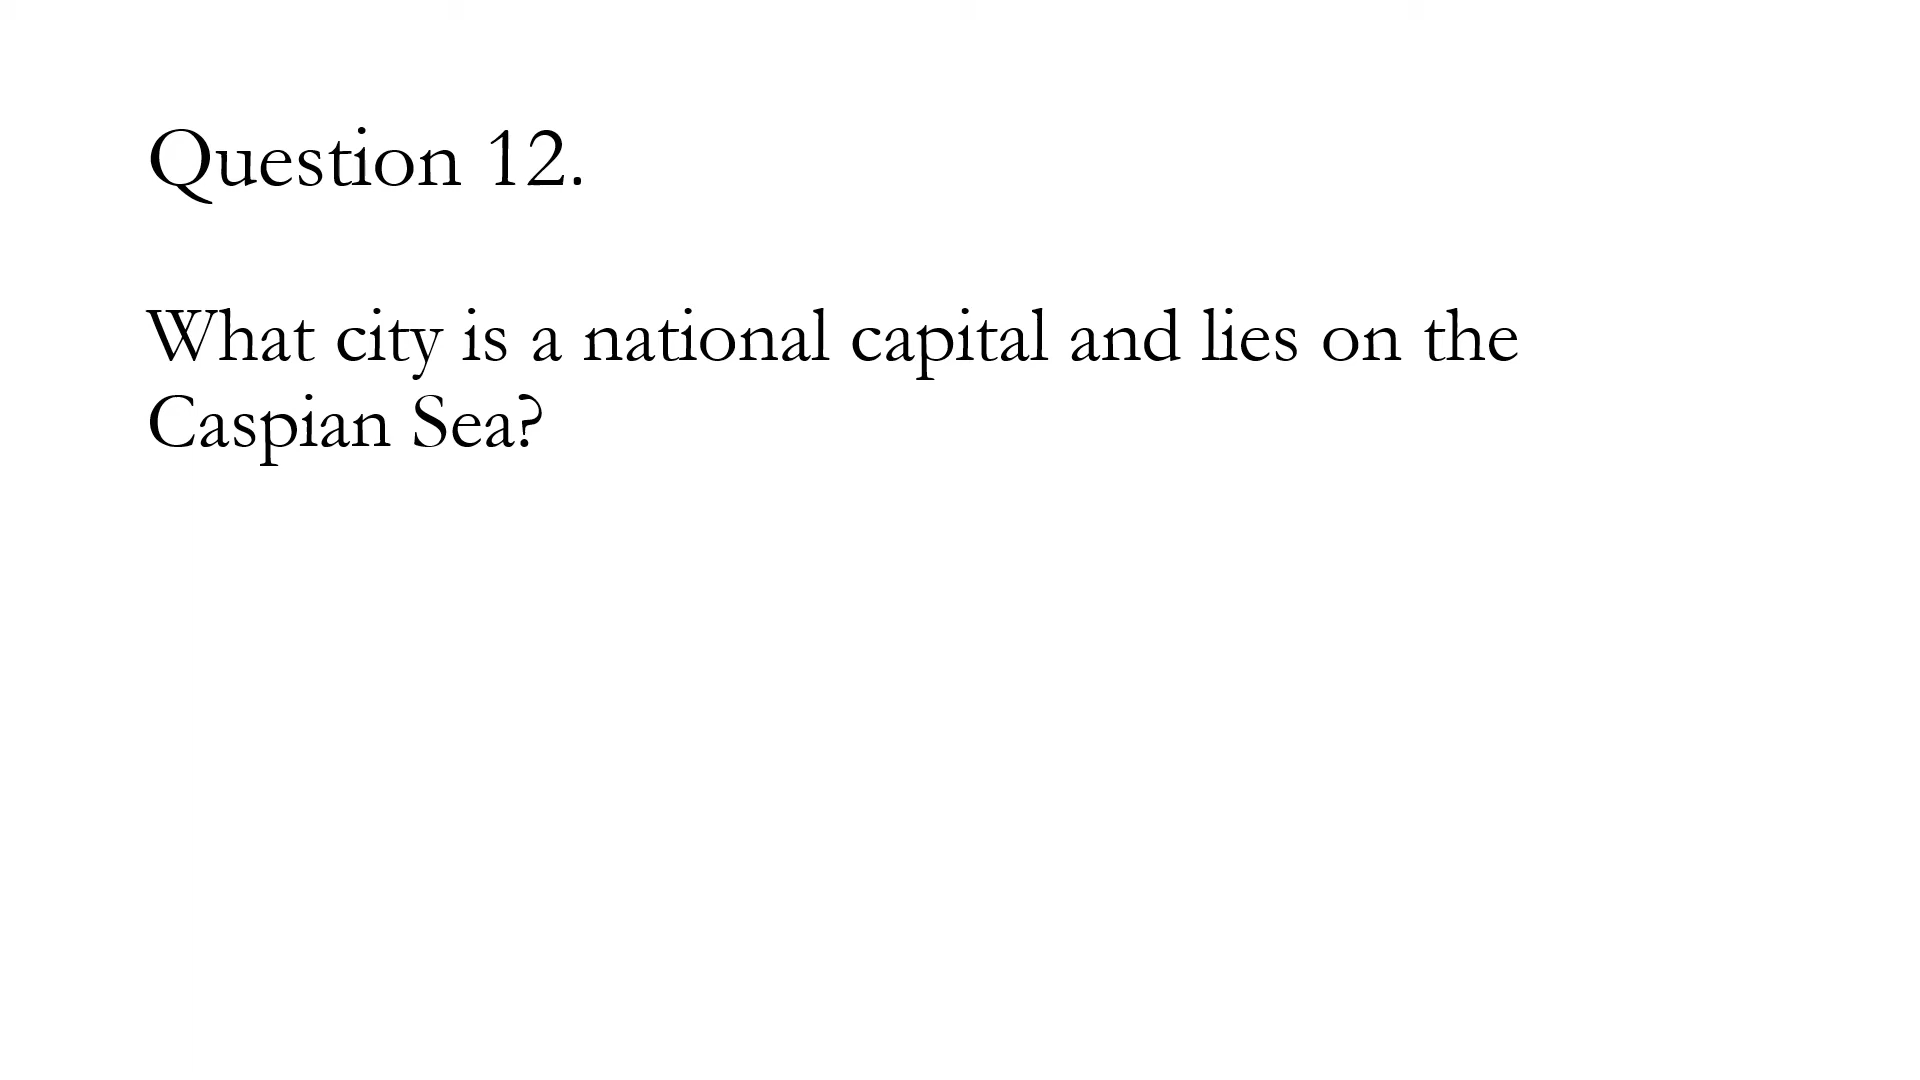 Question 12.
What city is a national capital and lies on the
Caspian Sea?